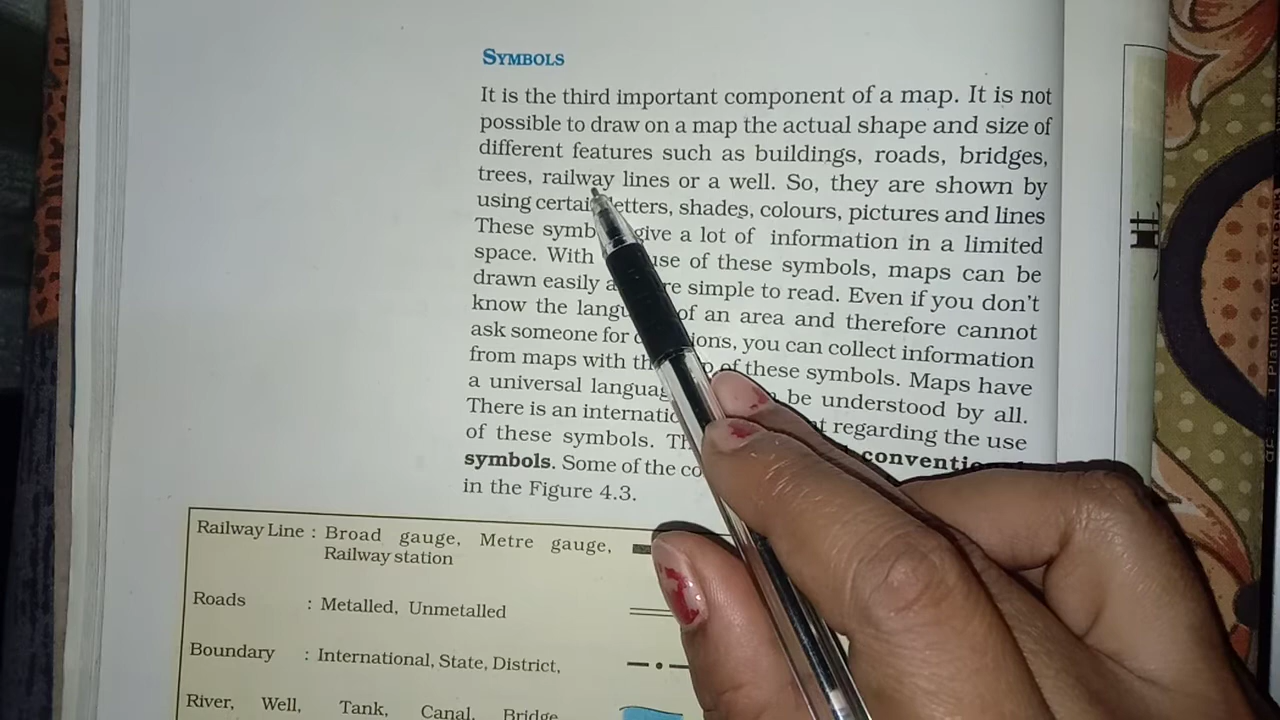 SYMBOLS
It is the third important component of a map. It is not
possible to draw on a map the actual shape and size of
different features such as buildings, roads, bridges,
trees, railway lines or a well. So, they are shown by
using certain letters, shades, colours, pictures and lines
These symb give a lot of information in a limited
space. With use of these symbols, maps can be
drawn easily a re simple to read. Even if you don't
know the langu of an area and therefore cannot
ask someone for ions, you can collect information
from maps with th of these symbols. Maps have
a universal languag be understood by all.
There is an internatio regarding the use
of these symbols. Th conventio
symbols. Some of the co
in the Figure 4.3.
Railway Line : Broad gauge, Metre gauge,
Railway station
Roads : Metalled, Unmetalled
Boundary : International, State, District,
River, Well, Tank, Canal, Bridge